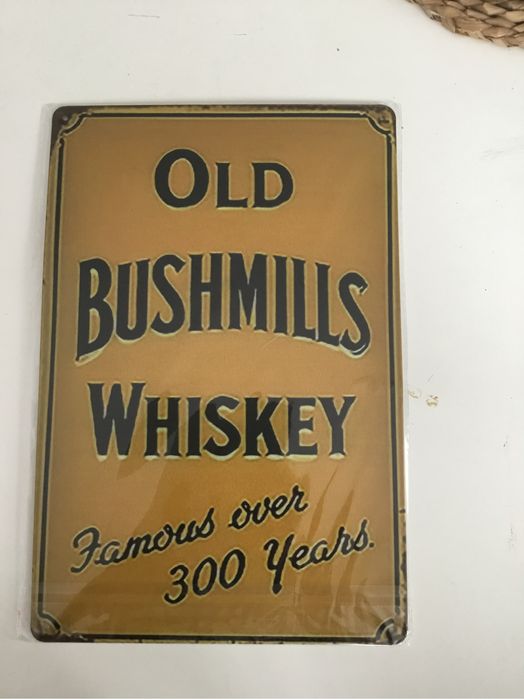 OLD
BUSHMILLS
WHISKEY
Famous over
300 Years.